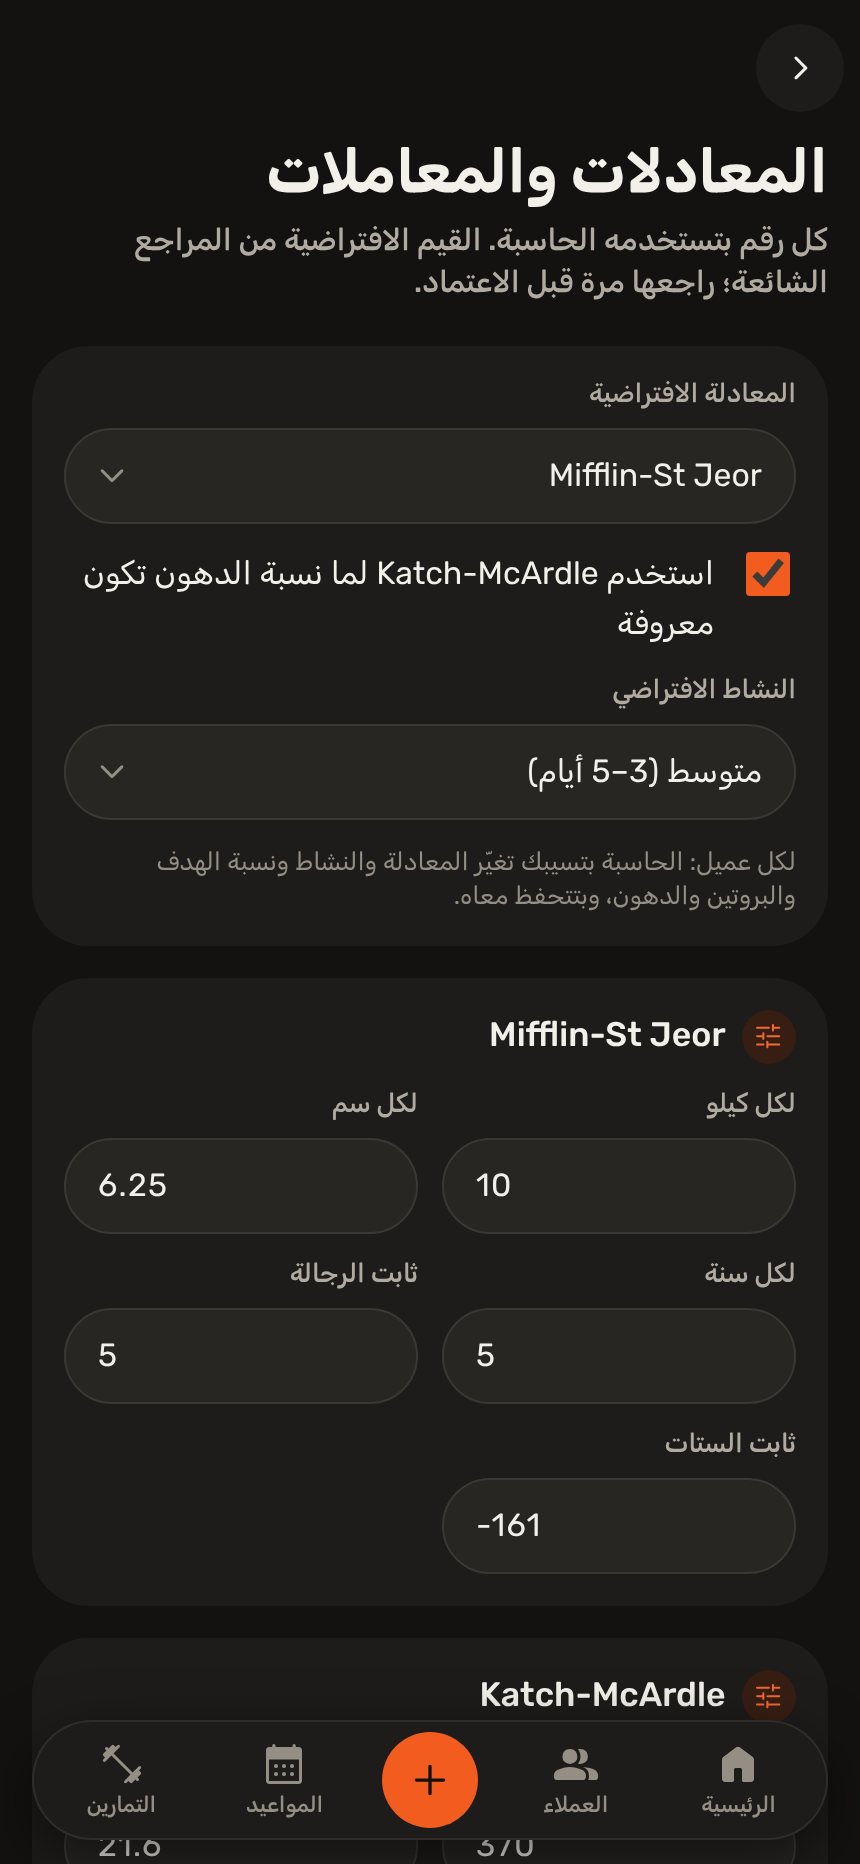 المعادلات والمعاملات
كل رقم بتستخدمه الحاسبة. القيم الافتراضية من المراجع
الشائعة؛ راجعها مرة قبل الاعتماد.
المعادلة الافتراضية
Mifflin-St Jeor
استخدم Katch-McArdle لما نسبة الدهون تكون
معروفة
النشاط الافتراضي
متوسط (3–5 أيام)
لكل عميل: الحاسبة بتسيبك تغيّر المعادلة والنشاط ونسبة الهدف
والبروتين والدهون، وبتتحفظ معاه.
Mifflin-St Jeor
لكل كيلو
لكل سم
10
6.25
لكل سنة
ثابت الرجالة
5
5
ثابت الستات
-161
Katch-McArdle
370
21.6
الرئيسية
العملاء
المواعيد
التمارين